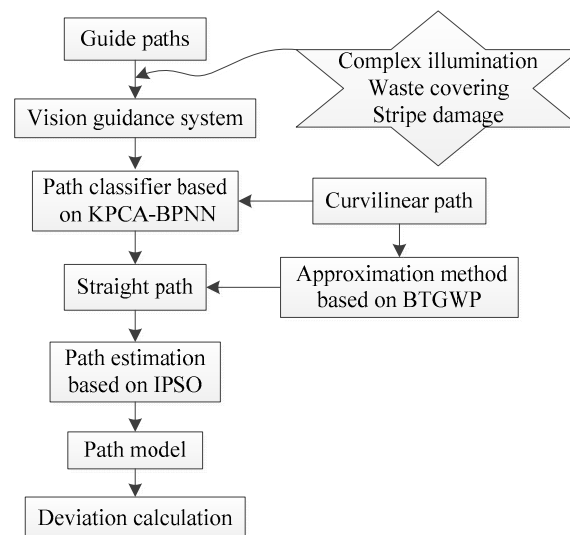 Guide paths
Complex illumination
Waste covering
Stripe damage
Vision guidance system
Path classifier based
on KPCA-BPNN
Curvilinear path
Straight path
Approximation method
based on BTGWP
Path estimation
based on IPSO
Path model
Deviation calculation